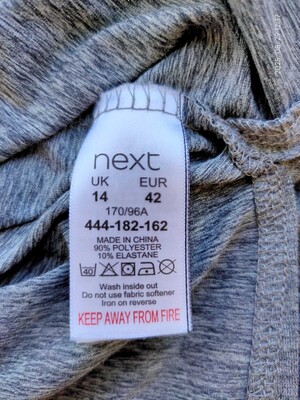 next
UK EUR
14 42
170/96A
444-182-162
MADE IN CHINA
90% POLYESTER
10% ELASTANE
40
Wash inside out
Do not use fabric softener
Iron on reverse
KEEP AWAY FROM FIRE